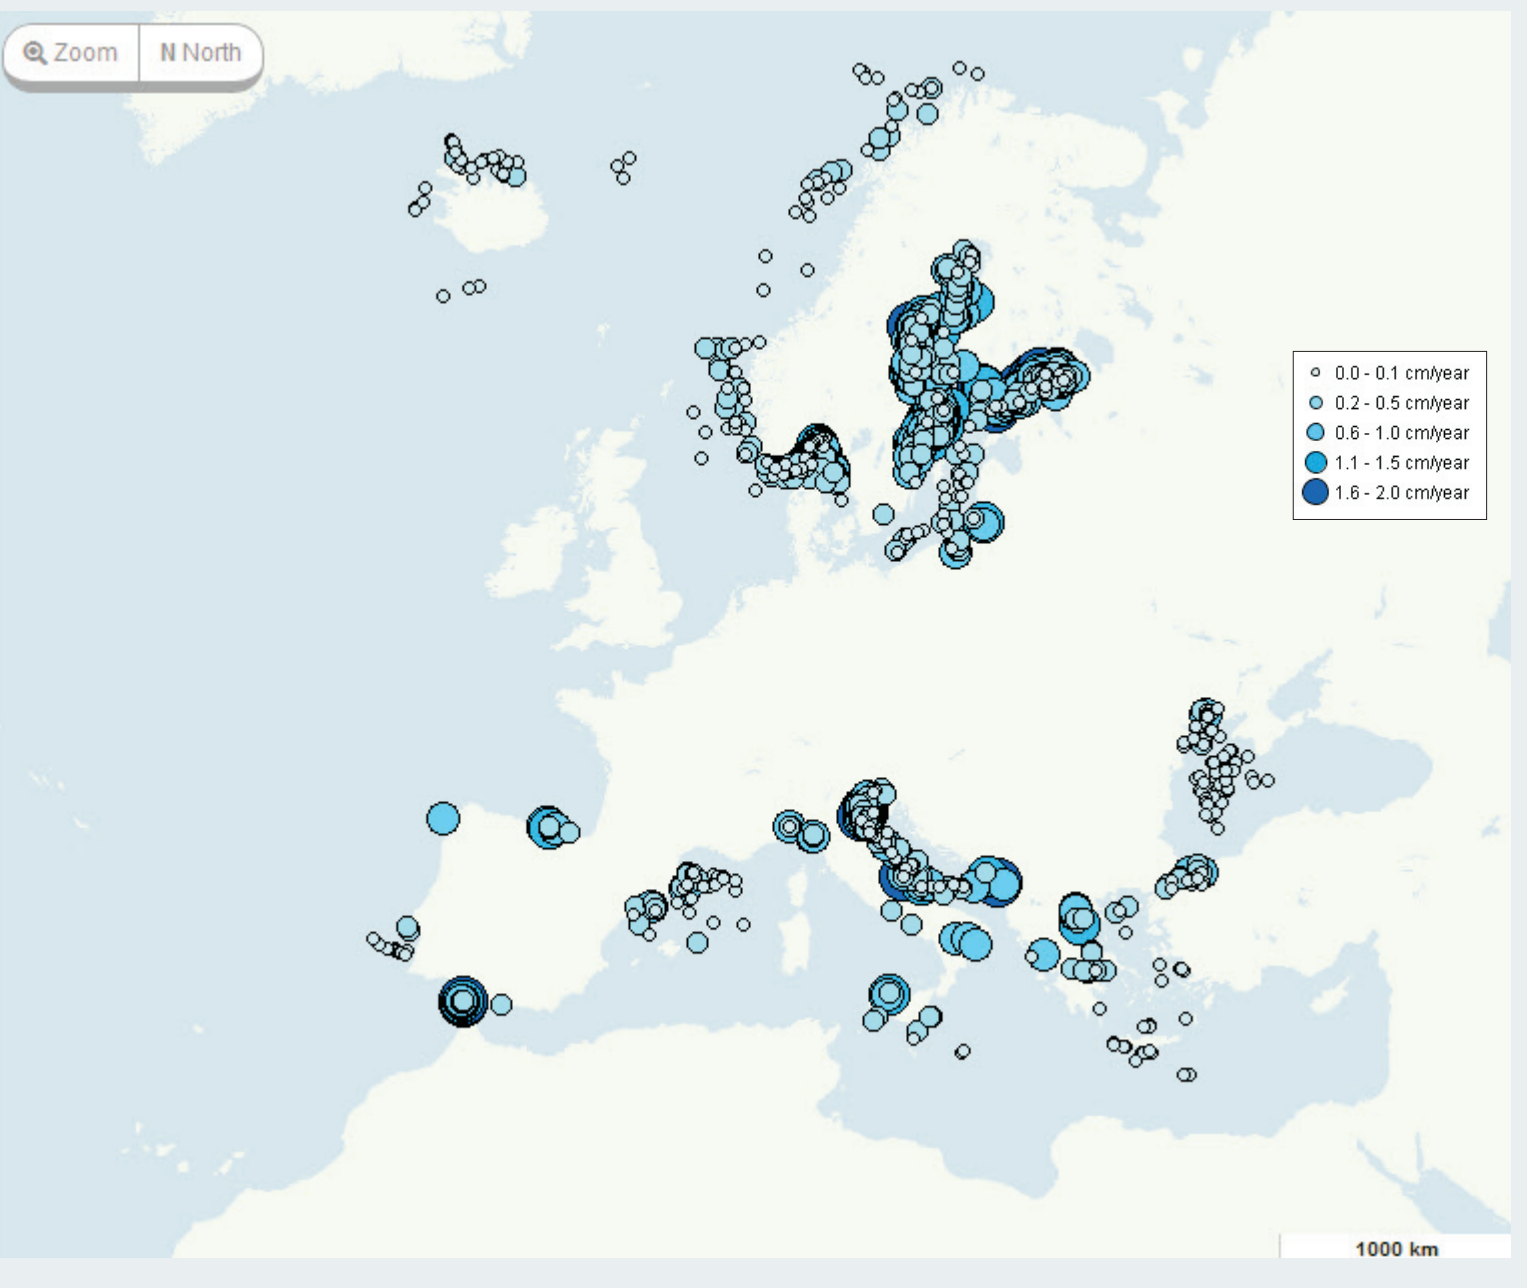 Zoom
N North
0.0 - 0.1 cm/year
0.2 - 0.5 cm/year
0.6 - 1.0 cm/year
1.1 - 1.5 cm/year
1.6 - 2.0 cm/year
1000 km